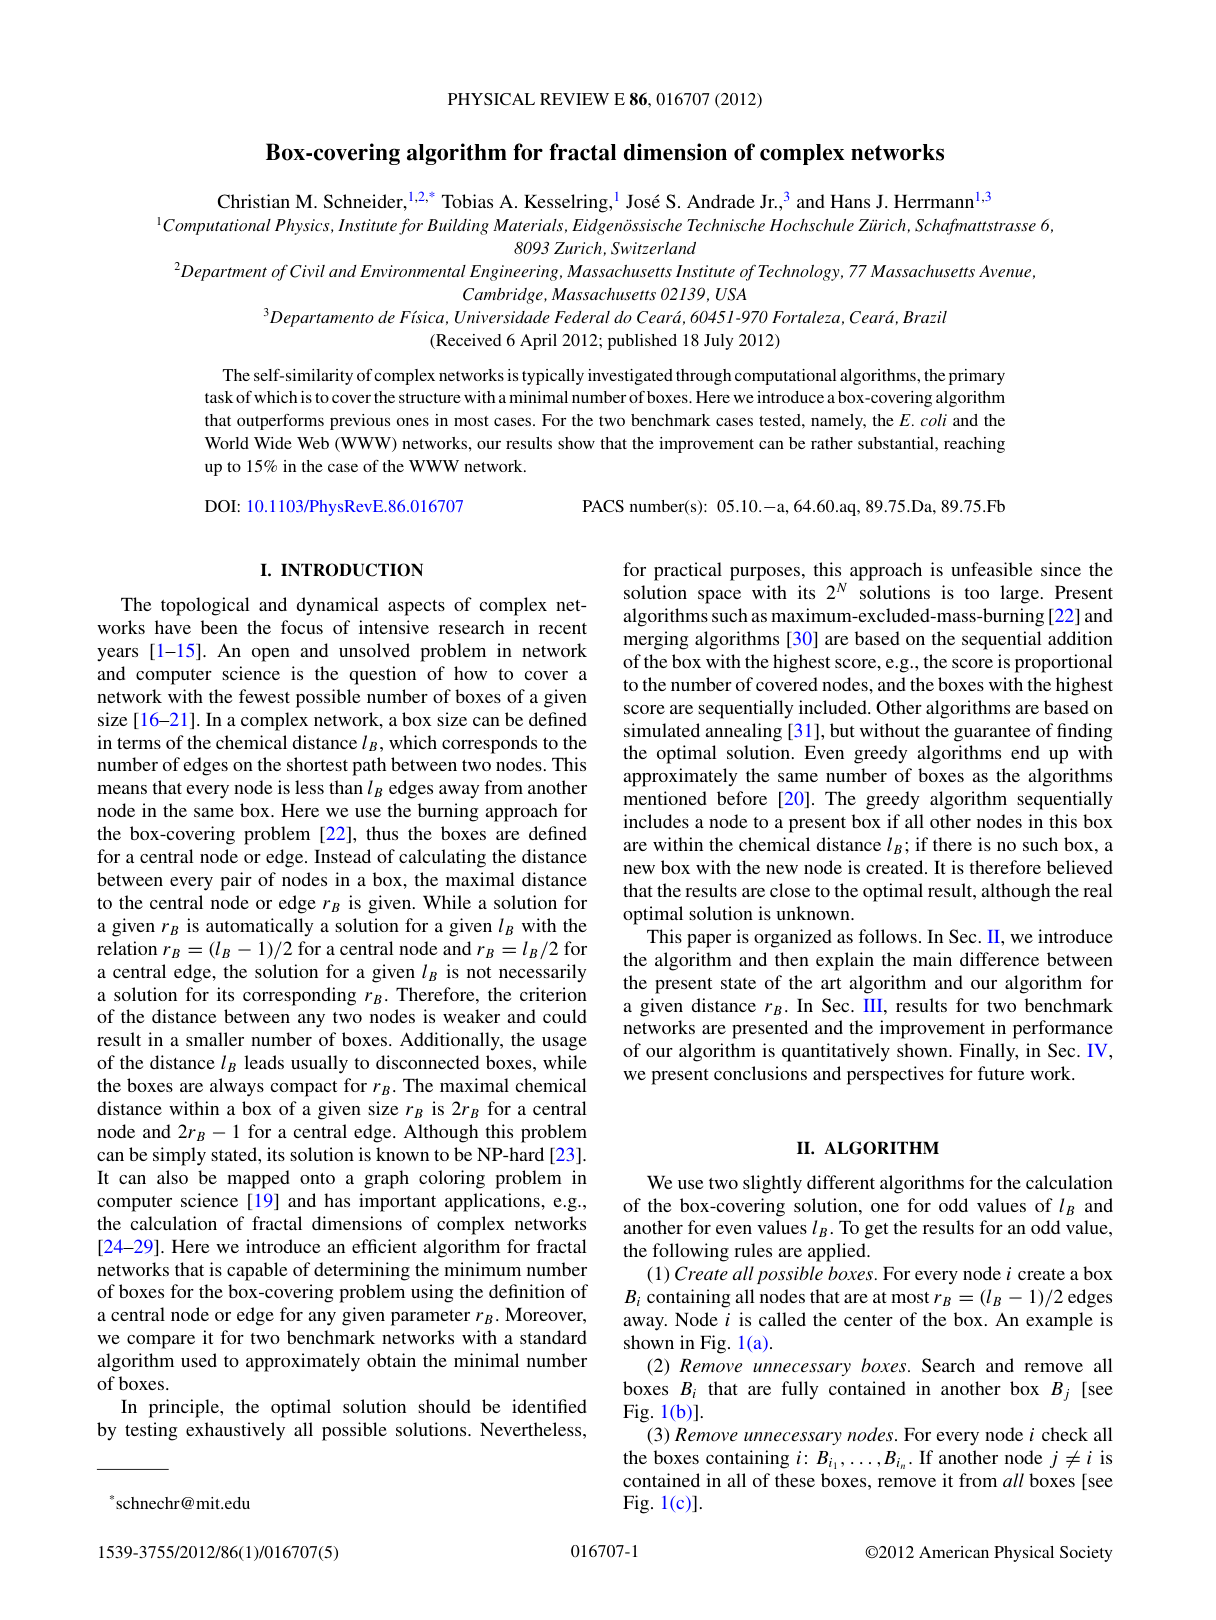 PHYSICAL REVIEW E 86, 016707 (2012)
Box-covering algorithm for fractal dimension of complex networks
Christian M. Schneider,1,2,* Tobias A. Kesselring,1 José S. Andrade Jr.,3 and Hans J. Herrmann1,3
1Computational Physics, Institute for Building Materials, Eidgenössische Technische Hochschule Zürich, Schafmattstrasse 6,
8093 Zurich, Switzerland
2Department of Civil and Environmental Engineering, Massachusetts Institute of Technology, 77 Massachusetts Avenue,
Cambridge, Massachusetts 02139, USA
3Departamento de Física, Universidade Federal do Ceará, 60451-970 Fortaleza, Ceará, Brazil
(Received 6 April 2012; published 18 July 2012)
The self-similarity of complex networks is typically investigated through computational algorithms, the primary
task of which is to cover the structure with a minimal number of boxes. Here we introduce a box-covering algorithm
that outperforms previous ones in most cases. For the two benchmark cases tested, namely, the E. coli and the
World Wide Web (WWW) networks, our results show that the improvement can be rather substantial, reaching
up to 15% in the case of the WWW network.
DOI: 10.1103/PhysRevE.86.016707 PACS number(s): 05.10.−a, 64.60.aq, 89.75.Da, 89.75.Fb
I. INTRODUCTION
The topological and dynamical aspects of complex net-
works have been the focus of intensive research in recent
years [1–15]. An open and unsolved problem in network
and computer science is the question of how to cover a
network with the fewest possible number of boxes of a given
size [16–21]. In a complex network, a box size can be defined
in terms of the chemical distance lB, which corresponds to the
number of edges on the shortest path between two nodes. This
means that every node is less than lB edges away from another
node in the same box. Here we use the burning approach for
the box-covering problem [22], thus the boxes are defined
for a central node or edge. Instead of calculating the distance
between every pair of nodes in a box, the maximal distance
to the central node or edge rB is given. While a solution for
a given rB is automatically a solution for a given lB with the
relation rB = (lB − 1)/2 for a central node and rB = lB/2 for
a central edge, the solution for a given lB is not necessarily
a solution for its corresponding rB. Therefore, the criterion
of the distance between any two nodes is weaker and could
result in a smaller number of boxes. Additionally, the usage
of the distance lB leads usually to disconnected boxes, while
the boxes are always compact for rB. The maximal chemical
distance within a box of a given size rB is 2rB for a central
node and 2rB − 1 for a central edge. Although this problem
can be simply stated, its solution is known to be NP-hard [23].
It can also be mapped onto a graph coloring problem in
computer science [19] and has important applications, e.g.,
the calculation of fractal dimensions of complex networks
[24–29]. Here we introduce an efficient algorithm for fractal
networks that is capable of determining the minimum number
of boxes for the box-covering problem using the definition of
a central node or edge for any given parameter rB. Moreover,
we compare it for two benchmark networks with a standard
algorithm used to approximately obtain the minimal number
of boxes.
In principle, the optimal solution should be identified
by testing exhaustively all possible solutions. Nevertheless,
*schnechr@mit.edu
for practical purposes, this approach is unfeasible since the
solution space with its 2N solutions is too large. Present
algorithms such as maximum-excluded-mass-burning [22] and
merging algorithms [30] are based on the sequential addition
of the box with the highest score, e.g., the score is proportional
to the number of covered nodes, and the boxes with the highest
score are sequentially included. Other algorithms are based on
simulated annealing [31], but without the guarantee of finding
the optimal solution. Even greedy algorithms end up with
approximately the same number of boxes as the algorithms
mentioned before [20]. The greedy algorithm sequentially
includes a node to a present box if all other nodes in this box
are within the chemical distance lB; if there is no such box, a
new box with the new node is created. It is therefore believed
that the results are close to the optimal result, although the real
optimal solution is unknown.
This paper is organized as follows. In Sec. II, we introduce
the algorithm and then explain the main difference between
the present state of the art algorithm and our algorithm for
a given distance rB. In Sec. III, results for two benchmark
networks are presented and the improvement in performance
of our algorithm is quantitatively shown. Finally, in Sec. IV,
we present conclusions and perspectives for future work.
II. ALGORITHM
We use two slightly different algorithms for the calculation
of the box-covering solution, one for odd values of lB and
another for even values lB. To get the results for an odd value,
the following rules are applied.
(1) Create all possible boxes. For every node i create a box
Bi containing all nodes that are at most rB = (lB − 1)/2 edges
away. Node i is called the center of the box. An example is
shown in Fig. 1(a).
(2) Remove unnecessary boxes. Search and remove all
boxes Bi that are fully contained in another box Bj [see
Fig. 1(b)].
(3) Remove unnecessary nodes. For every node i check all
the boxes containing i: Bi1, . . . ,Bin. If another node j ≠ i is
contained in all of these boxes, remove it from all boxes [see
Fig. 1(c)].
1539-3755/2012/86(1)/016707(5) 016707-1 ©2012 American Physical Society